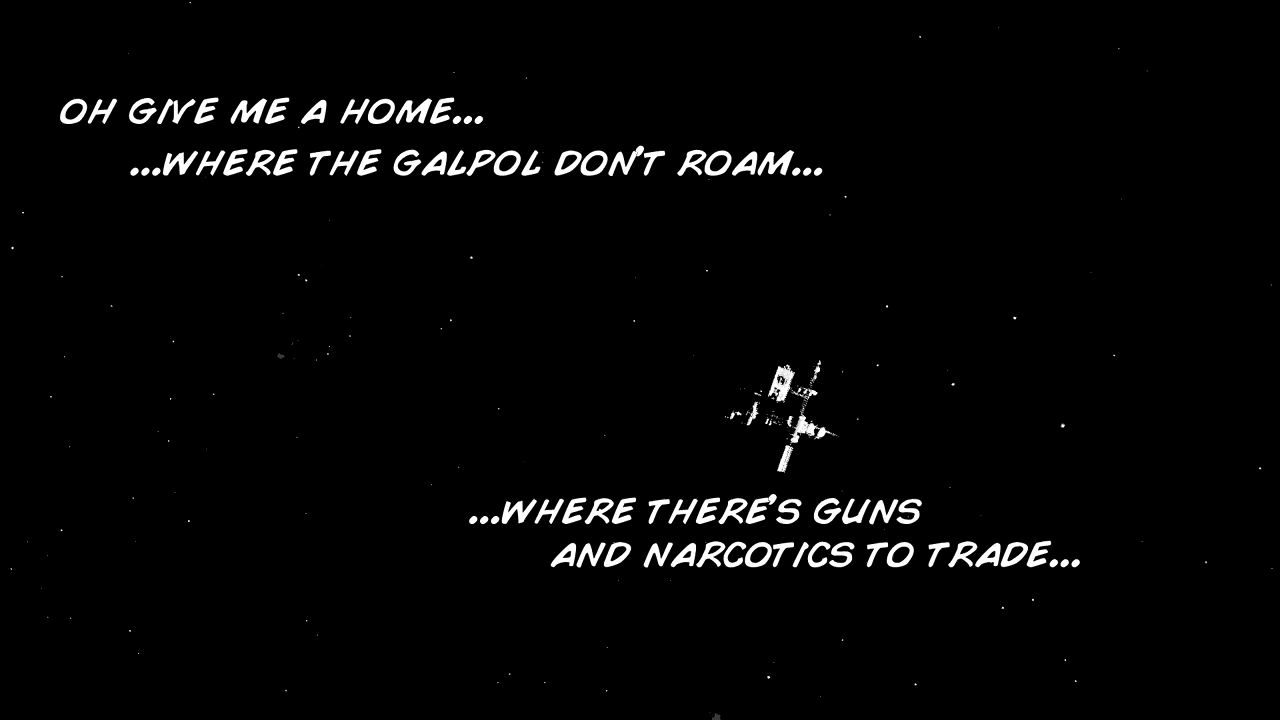 OH GIVE ME A HOME...
...WHERE THE GALPOL DON'T ROAM...
...WHERE THERE'S GUNS
AND NARCOTICS TO TRADE...